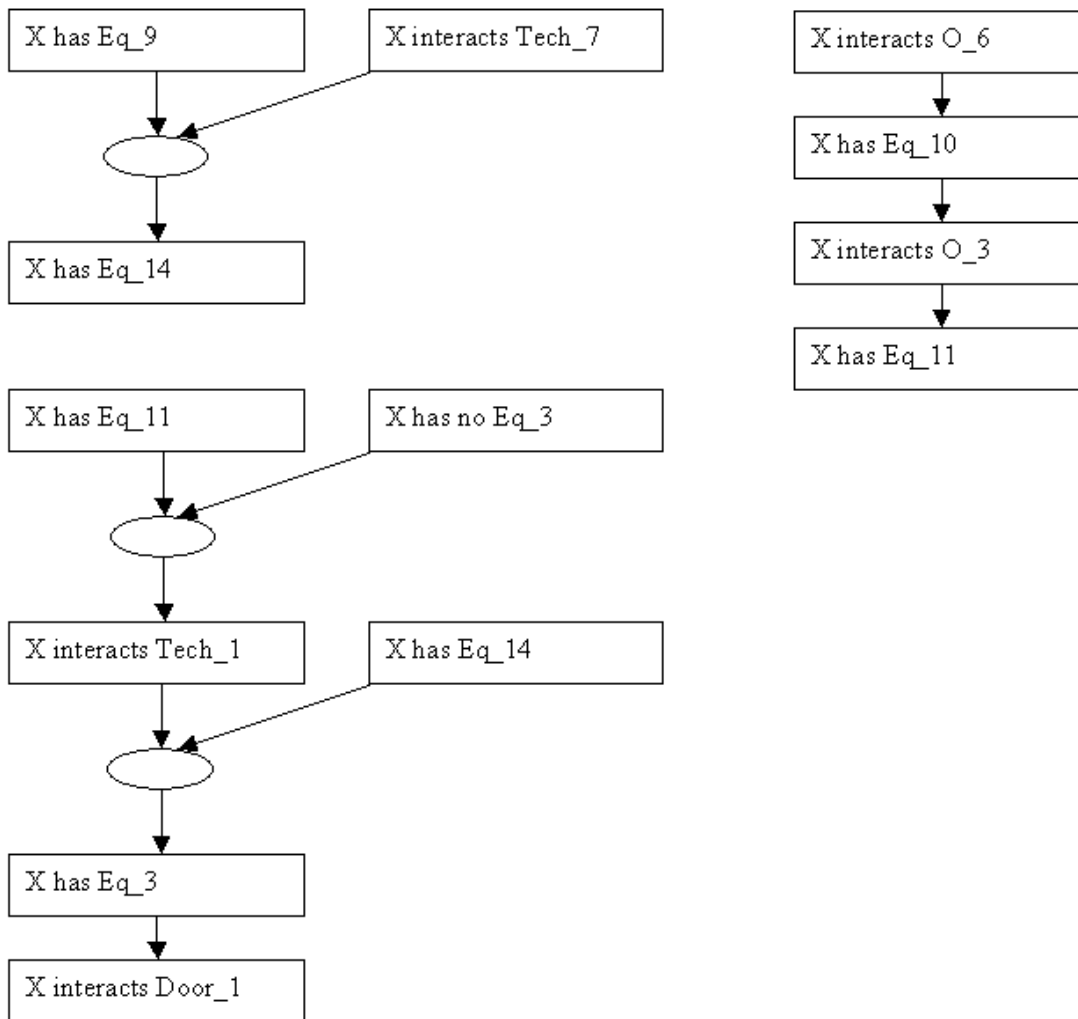 X has Eq_9
X interacts Tech_7
X has Eq_14
X has Eq_11
X has no Eq_3
X interacts Tech_1
X has Eq_14
X has Eq_3
X interacts Door_1
X interacts O_6
X has Eq_10
X interacts O_3
X has Eq_11